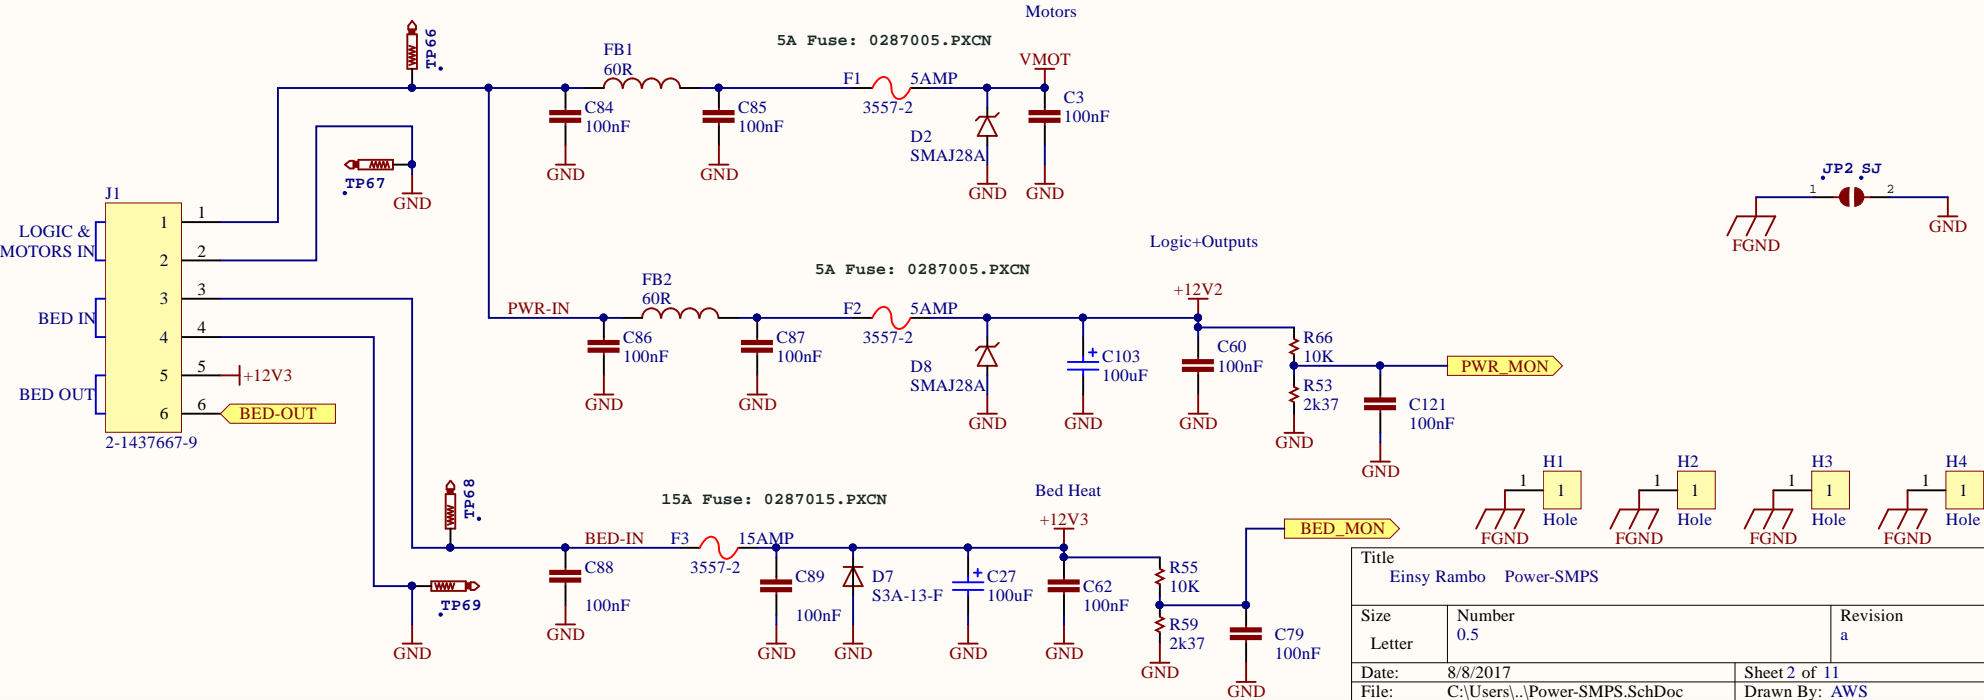 Motors
5A Fuse: 0287005.PXCN
VMOT
TP66
FB1
60R
F1
5AMP
3557-2
C84
100nF
C85
100nF
D2
SMAJ28A
C3
100nF
GND
GND
GND
GND
TP67
GND
JP2 SJ
1
2
FGND
GND
J1
LOGIC &
MOTORS IN
BED IN
BED OUT
1 1
2 2
3 3
4 4
5 5
6 6
+12V3
BED-OUT
2-1437667-9
Logic+Outputs
5A Fuse: 0287005.PXCN
+12V2
PWR-IN
FB2
60R
F2
5AMP
3557-2
C86
100nF
C87
100nF
D8
SMAJ28A
C103
100uF
C60
100nF
R66
10K
R53
2k37
PWR_MON
C121
100nF
GND
GND
GND
GND
GND
GND
GND
TP68
15A Fuse: 0287015.PXCN
Bed Heat
+12V3
BED-IN
F3
15AMP
3557-2
C88
100nF
C89
100nF
D7
S3A-13-F
C27
100uF
C62
100nF
R55
10K
R59
2k37
BED_MON
C79
100nF
TP69
GND
GND
GND
GND
GND
GND
GND
GND
H1
1
1
Hole
FGND
H2
1
1
Hole
FGND
H3
1
1
Hole
FGND
H4
1
1
Hole
FGND
Title
Einsy Rambo Power-SMPS
Size
Letter
Number
0.5
Revision
a
Date: 8/8/2017
Sheet 2 of 11
File: C:\Users\..\Power-SMPS.SchDoc
Drawn By: AWS